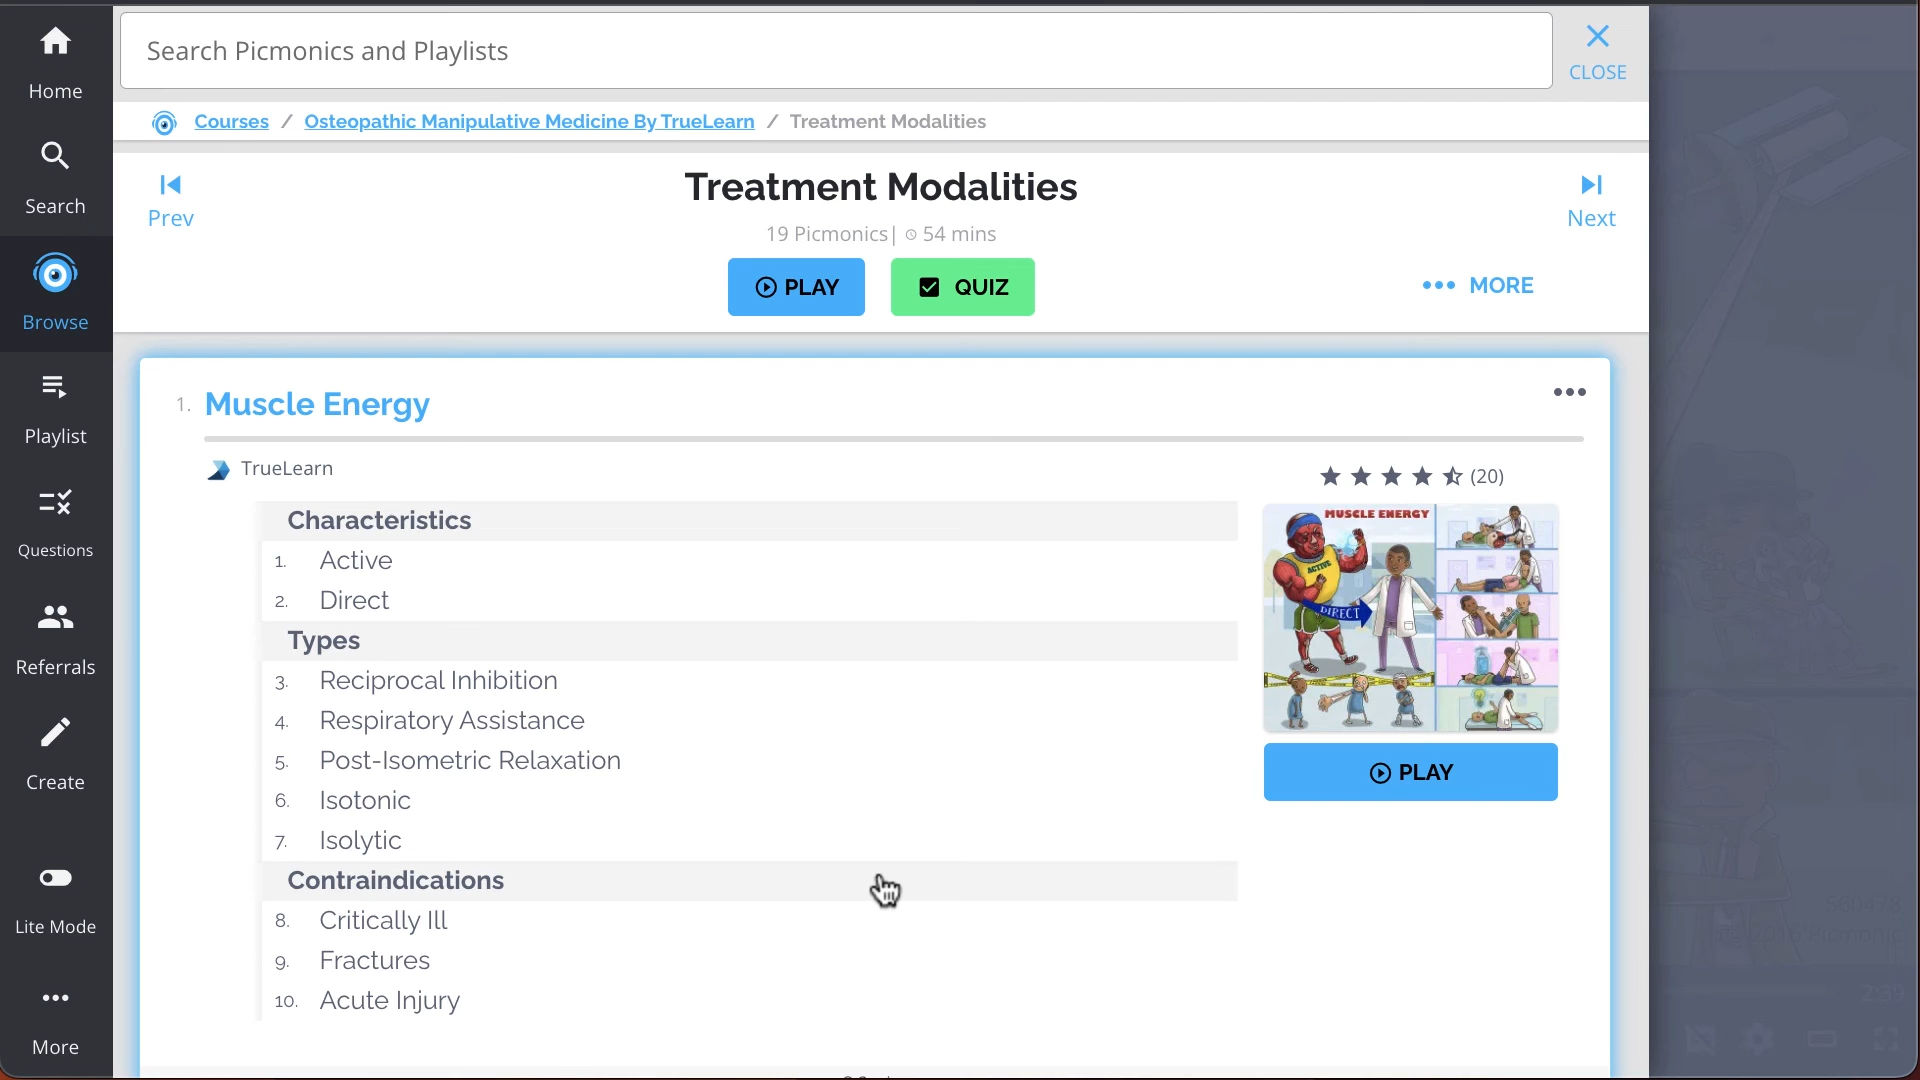 Home
Search
Browse
Playlist
Questions
Referrals
Create
Lite Mode
More
Search Picmonics and Playlists
CLOSE
Courses / Osteopathic Manipulative Medicine By TrueLearn / Treatment Modalities
Prev
Treatment Modalities
Next
19 Picmonics| 54 mins
PLAY
QUIZ
MORE
1. Muscle Energy
TrueLearn
(20)
Characteristics
1. Active
2. Direct
Types
3. Reciprocal Inhibition
4. Respiratory Assistance
5. Post-Isometric Relaxation
6. Isotonic
7. Isolytic
Contraindications
8. Critically Ill
9. Fractures
10. Acute Injury
MUSCLE ENERGY
ACTIVE
DIRECT
PLAY
2:39